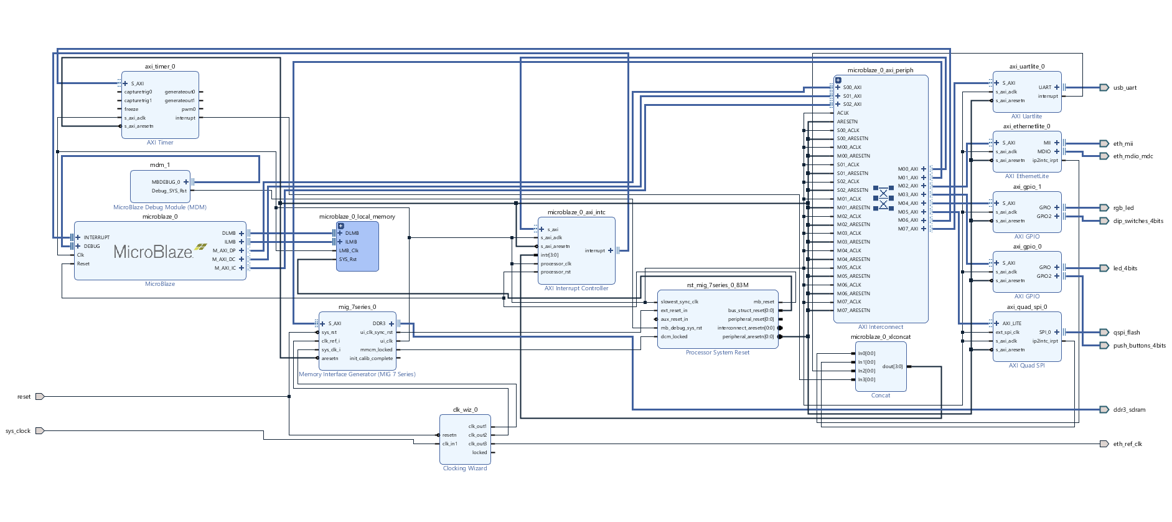 axi_timer_0
S_AXI
capturetrig0
capturetrig1
freeze
s_axi_aclk
s_axi_aresetn
generateout0
generateout1
pwm0
interrupt
AXI Timer
mdm_1
MBDEBUG_0
Debug_SYS_Rst
MicroBlaze Debug Module (MDM)
microblaze_0
INTERRUPT
DEBUG
Clk
Reset
MicroBlaze
DLMB
ILMB
M_AXI_DP
M_AXI_DC
M_AXI_IC
MicroBlaze
microblaze_0_local_memory
DLMB
ILMB
LMB_Clk
SYS_Rst
mig_7series_0
S_AXI
sys_rst
clk_ref_i
sys_clk_i
aresetn
DDR3
ui_clk_sync_rst
ui_clk
mmcm_locked
init_calib_complete
Memory Interface Generator (MIG 7 Series)
clk_wiz_0
resetn
clk_in1
clk_out1
clk_out2
clk_out3
locked
Clocking Wizard
microblaze_0_axi_intc
s_axi
s_axi_aclk
s_axi_aresetn
intr[3:0]
processor_clk
processor_rst
interrupt
AXI Interrupt Controller
rst_mig_7series_0_83M
slowest_sync_clk
ext_reset_in
aux_reset_in
mb_debug_sys_rst
dcm_locked
mb_reset
bus_struct_reset[0:0]
peripheral_reset[0:0]
interconnect_aresetn[0:0]
peripheral_aresetn[0:0]
Processor System Reset
microblaze_0_axi_periph
S00_AXI
S01_AXI
S02_AXI
ACLK
ARESETN
S00_ACLK
S00_ARESETN
M00_ACLK
M00_ARESETN
S01_ACLK
S01_ARESETN
S02_ACLK
S02_ARESETN
M01_ACLK
M01_ARESETN
M02_ACLK
M02_ARESETN
M03_ACLK
M03_ARESETN
M04_ACLK
M04_ARESETN
M05_ACLK
M05_ARESETN
M06_ACLK
M06_ARESETN
M07_ACLK
M07_ARESETN
M00_AXI
M01_AXI
M02_AXI
M03_AXI
M04_AXI
M05_AXI
M06_AXI
M07_AXI
AXI Interconnect
microblaze_0_xlconcat
In0[0:0]
In1[0:0]
In2[0:0]
In3[0:0]
dout[3:0]
Concat
axi_uartlite_0
S_AXI
s_axi_aclk
s_axi_aresetn
UART
interrupt
AXI Uartlite
axi_ethernetlite_0
S_AXI
s_axi_aclk
s_axi_aresetn
MII
MDIO
ip2intc_irpt
AXI EthernetLite
axi_gpio_1
S_AXI
s_axi_aclk
s_axi_aresetn
GPIO
GPIO2
AXI GPIO
axi_gpio_0
S_AXI
s_axi_aclk
s_axi_aresetn
GPIO
GPIO2
AXI GPIO
axi_quad_spi_0
AXI_LITE
ext_spi_clk
s_axi_aclk
s_axi_aresetn
SPI_0
ip2intc_irpt
AXI Quad SPI
reset
sys_clock
usb_uart
eth_mii
eth_mdio_mdc
rgb_led
dip_switches_4bits
led_4bits
qspi_flash
push_buttons_4bits
ddr3_sdram
eth_ref_clk